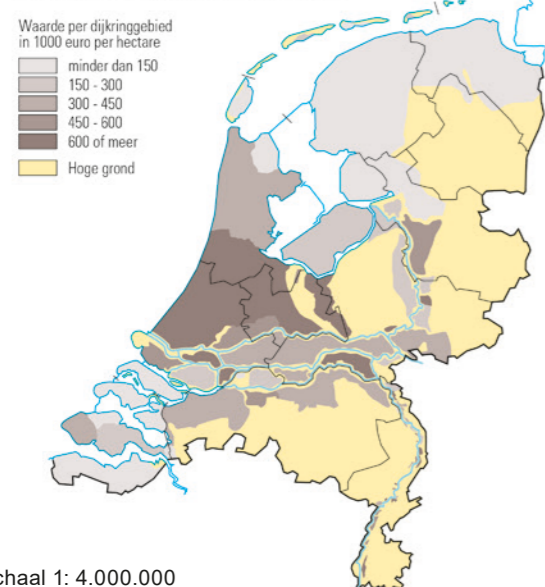 Waarde per dijkringgebied
in 1000 euro per hectare
minder dan 150
150 - 300
300 - 450
450 - 600
600 of meer
Hoge grond
chaal 1: 4.000.000